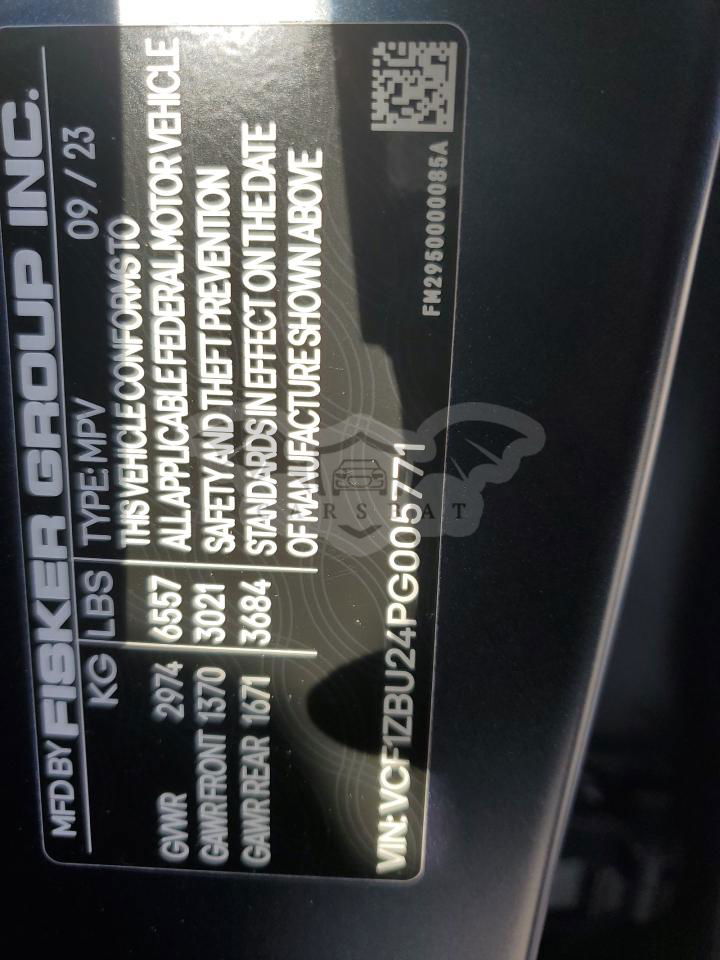 MFD BY FISKER GROUP INC.
KG LBS TYPE: MPV 09 / 23
GVWR 2974 6557
GAWR FRONT 1370 3021
GAWR REAR 1671 3684
THIS VEHICLE CONFORMS TO
ALL APPLICABLE FEDERAL MOTOR VEHICLE
SAFETY AND THEFT PREVENTION
STANDARDS IN EFFECT ON THE DATE
OF MANUFACTURE SHOWN ABOVE
VIN: VCF1ZBU24PG005771
FM2950000085A